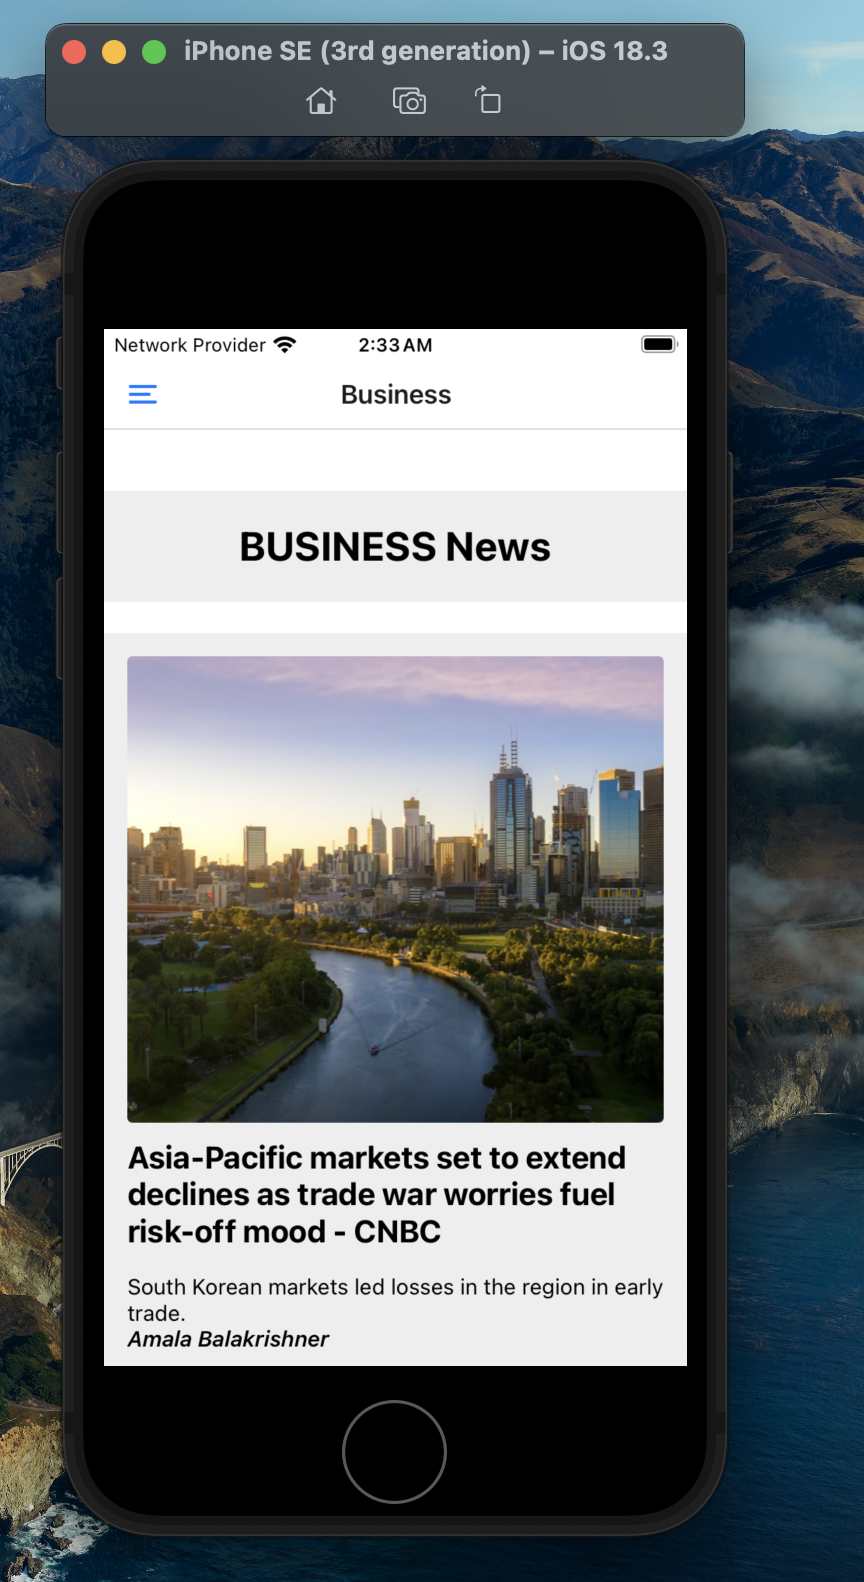 iPhone SE (3rd generation) – iOS 18.3
Network Provider 2:33 AM
Business
BUSINESS News
Asia-Pacific markets set to extend
declines as trade war worries fuel
risk-off mood - CNBC
South Korean markets led losses in the region in early
trade.
Amala Balakrishner